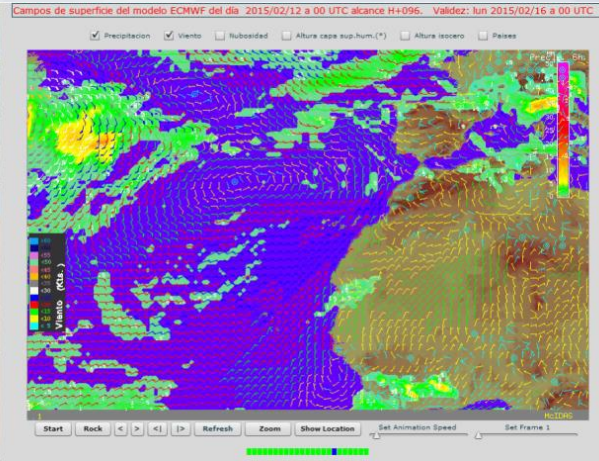 Campos de superficie del modelo ECMWF del día 2015/02/12 a 00 UTC alcance H+096. Validez: lun 2015/02/16 a 00 UTC
Precipitacion Viento Nubosidad Altura capa sup.hum.(*) Altura isocero Paises
Viento (Kts.)
1 McIDAS
Start Rock < > <| |> Refresh Zoom Show Location Set Animation Speed Set Frame 1